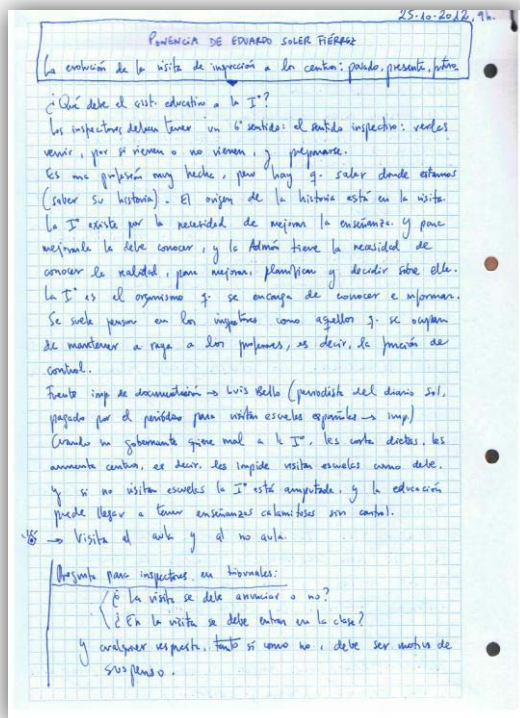 25-10-2012, 9h.
PONENCIA DE EDUARDO SOLER FIÉRREZ
La evolución de la visita de inspección a los centros: pasado, presente, futuro
¿Qué debe el sist. educativo a la Iª?
Los inspectores deben tener un 6º sentido: el sentido inspectivo: verlas
venir, por si vienen o no vienen, y prepararse.
Es una profesión muy hecha, pero hay q. saber donde estamos
(saber su historia). El origen de la historia está en la visita.
La Iª existe por la necesidad de mejorar la enseñanza. Y para
mejorarla la debe conocer, y la Admón tiene la necesidad de
conocer la realidad, para mejorar, planificar y decidir sobre ella.
La Iª es el organismo q. se encarga de conocer e informar.
Se suele pensar en los inspectores como aquellos q. se ocupan
de mantener a raya a los profesores, es decir, la función de
control.
Fuente imp de documentación → Luis Bello (periodista del diario Sol,
pagado por el periódico para visitar escuelas españolas → imp)
Cuando un gobernante quiere mal a la Iª, les corta dietas, les
aumenta centros, es decir, les impide visitar escuelas como debe.
Y si no visitan escuelas la Iª está amputada, y la educación
puede llegar a tener enseñanzas calamitosas sin control.
→ Visita al aula y al no aula.
Pregunta para inspectores en tribunales:
¿La visita se debe anunciar o no?
¿En la visita se debe entrar en la clase?
Y cualquier respuesta, tanto sí como no, debe ser motivo de
suspenso.